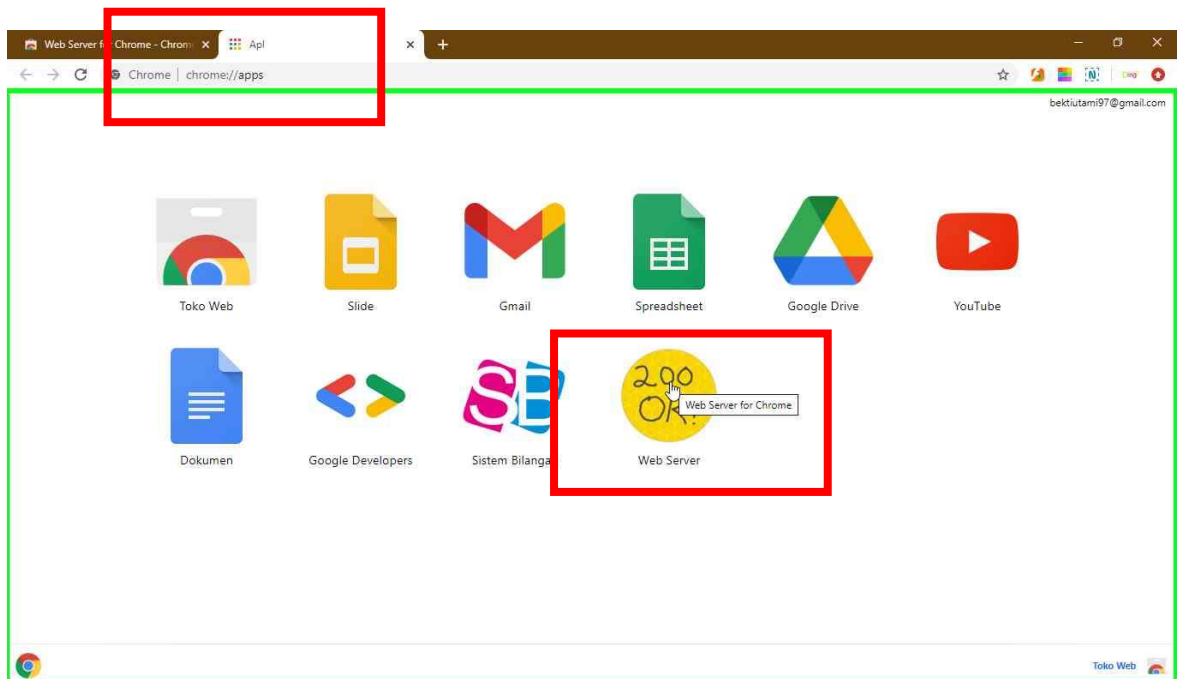 Web Server for Chrome - Chrom
Apl
Chrome | chrome://apps
bektiutami97@gmail.com
Toko Web
Slide
Gmail
Spreadsheet
Google Drive
YouTube
200
OK!
Web Server for Chrome
SB
Dokumen
Google Developers
Sistem Bilanga
Web Server
Toko Web